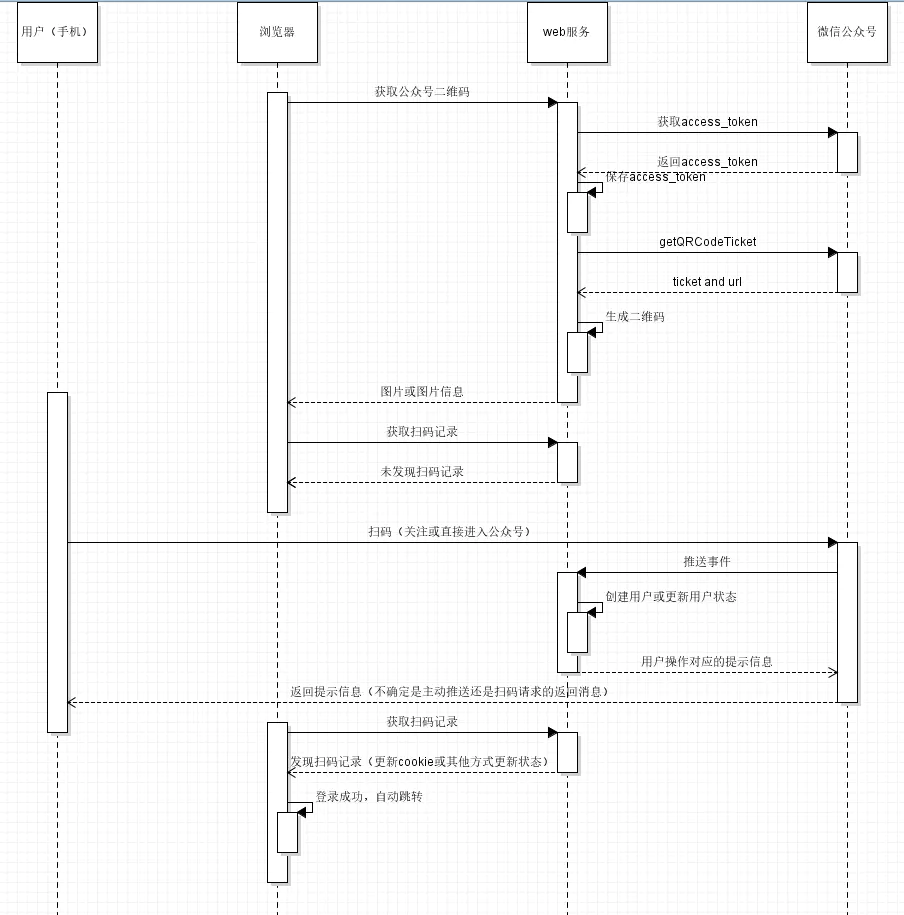 用户（手机）
浏览器
web服务
微信公众号
获取公众号二维码
获取access_token
返回access_token
保存access_token
getQRCodeTicket
ticket and url
生成二维码
图片或图片信息
获取扫码记录
未发现扫码记录
扫码（关注或直接进入公众号）
推送事件
创建用户或更新用户状态
用户操作对应的提示信息
返回提示信息（不确定是主动推送还是扫码请求的返回消息）
获取扫码记录
发现扫码记录（更新cookie或其他方式更新状态）
登录成功，自动跳转